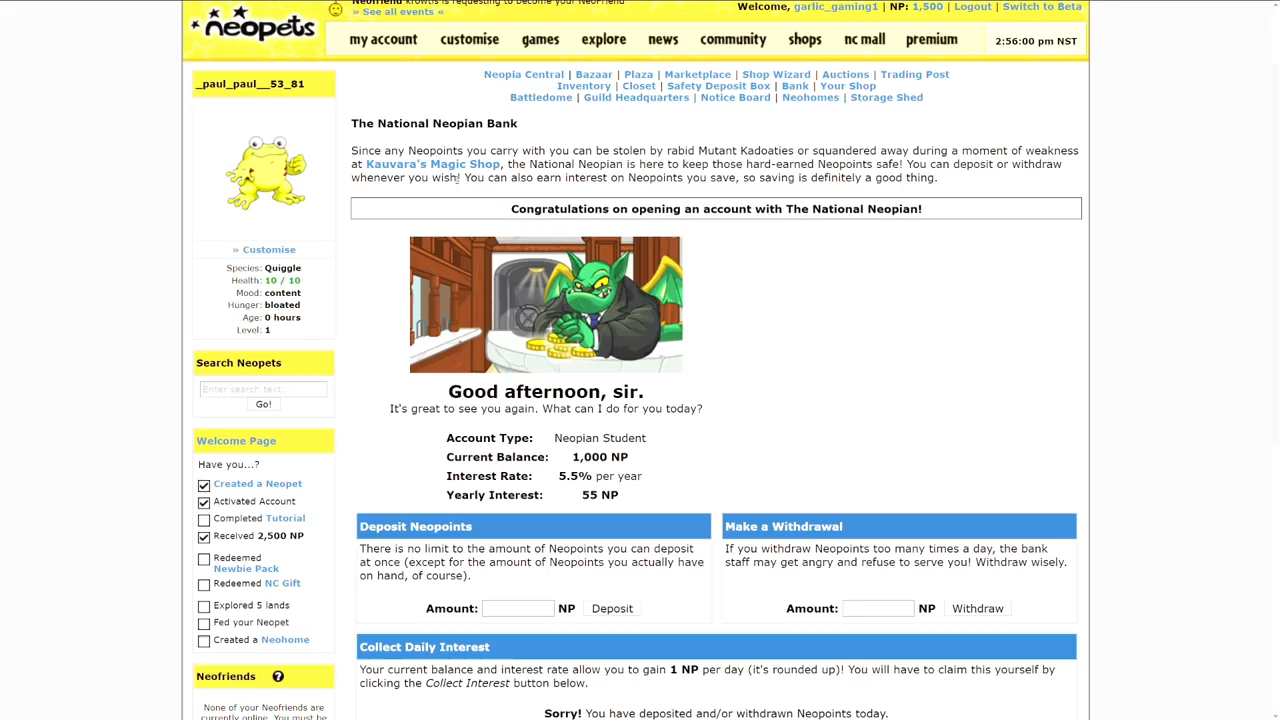 Neofriend krowtis is requesting to become your NeoFriend
» See all events «
Welcome, garlic_gaming1 | NP: 1,500 | Logout | Switch to Beta
neopets
my account customise games explore news community shops nc mall premium
2:56:00 pm NST
_paul_paul__53_81
» Customise
Species: Quiggle
Health: 10 / 10
Mood: content
Hunger: bloated
Age: 0 hours
Level: 1
Search Neopets
Enter search text...
Go!
Welcome Page
Have you...?
Created a Neopet
Activated Account
Completed Tutorial
Received 2,500 NP
Redeemed
Newbie Pack
Redeemed NC Gift
Explored 5 lands
Fed your Neopet
Created a Neohome
Neofriends ?
None of your Neofriends are
currently online. You must be
Neopia Central | Bazaar | Plaza | Marketplace | Shop Wizard | Auctions | Trading Post
Inventory | Closet | Safety Deposit Box | Bank | Your Shop
Battledome | Guild Headquarters | Notice Board | Neohomes | Storage Shed
The National Neopian Bank
Since any Neopoints you carry with you can be stolen by rabid Mutant Kadoaties or squandered away during a moment of weakness
at Kauvara's Magic Shop, the National Neopian is here to keep those hard-earned Neopoints safe! You can deposit or withdraw
whenever you wish! You can also earn interest on Neopoints you save, so saving is definitely a good thing.
Congratulations on opening an account with The National Neopian!
Good afternoon, sir.
It's great to see you again. What can I do for you today?
Account Type: Neopian Student
Current Balance: 1,000 NP
Interest Rate: 5.5% per year
Yearly Interest: 55 NP
Deposit Neopoints
There is no limit to the amount of Neopoints you can deposit
at once (except for the amount of Neopoints you actually have
on hand, of course).
Amount: NP Deposit
Make a Withdrawal
If you withdraw Neopoints too many times a day, the bank
staff may get angry and refuse to serve you! Withdraw wisely.
Amount: NP Withdraw
Collect Daily Interest
Your current balance and interest rate allow you to gain 1 NP per day (it's rounded up)! You will have to claim this yourself by
clicking the Collect Interest button below.
Sorry! You have deposited and/or withdrawn Neopoints today.